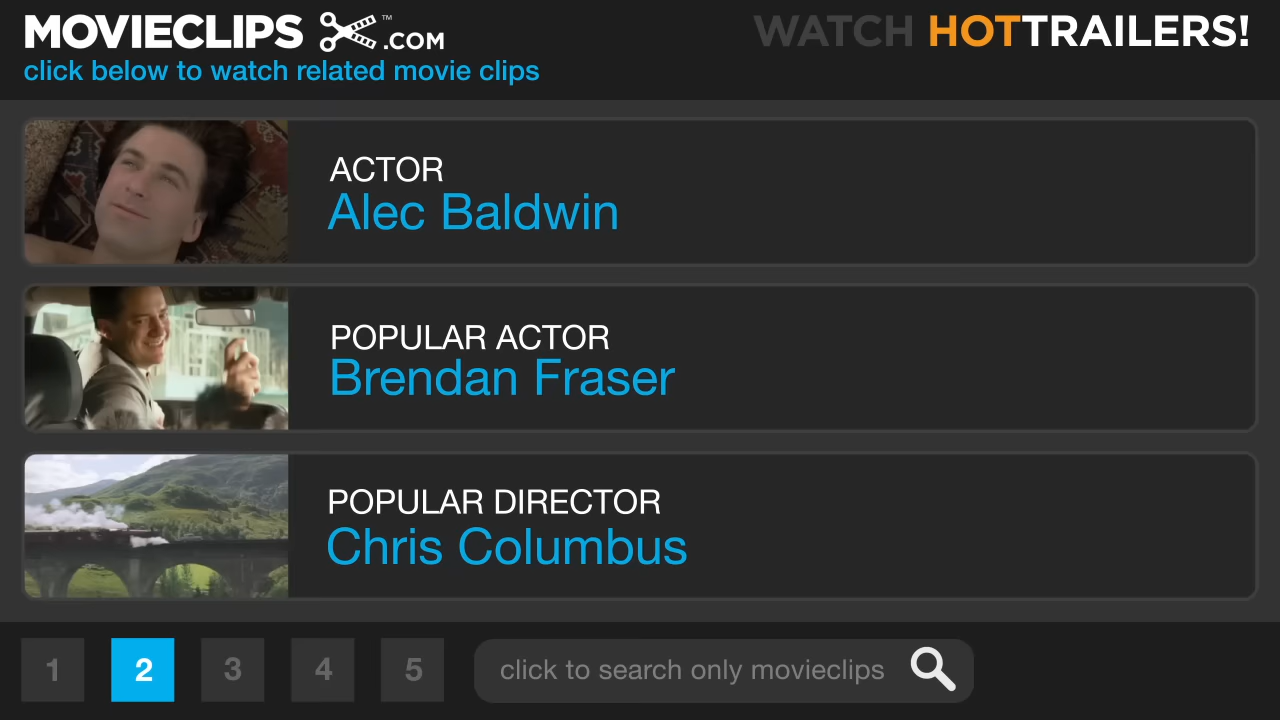 MOVIECLIPS ™ .COM
WATCH HOTTRAILERS!
click below to watch related movie clips
ACTOR
Alec Baldwin
POPULAR ACTOR
Brendan Fraser
POPULAR DIRECTOR
Chris Columbus
1 2 3 4 5 click to search only movieclips